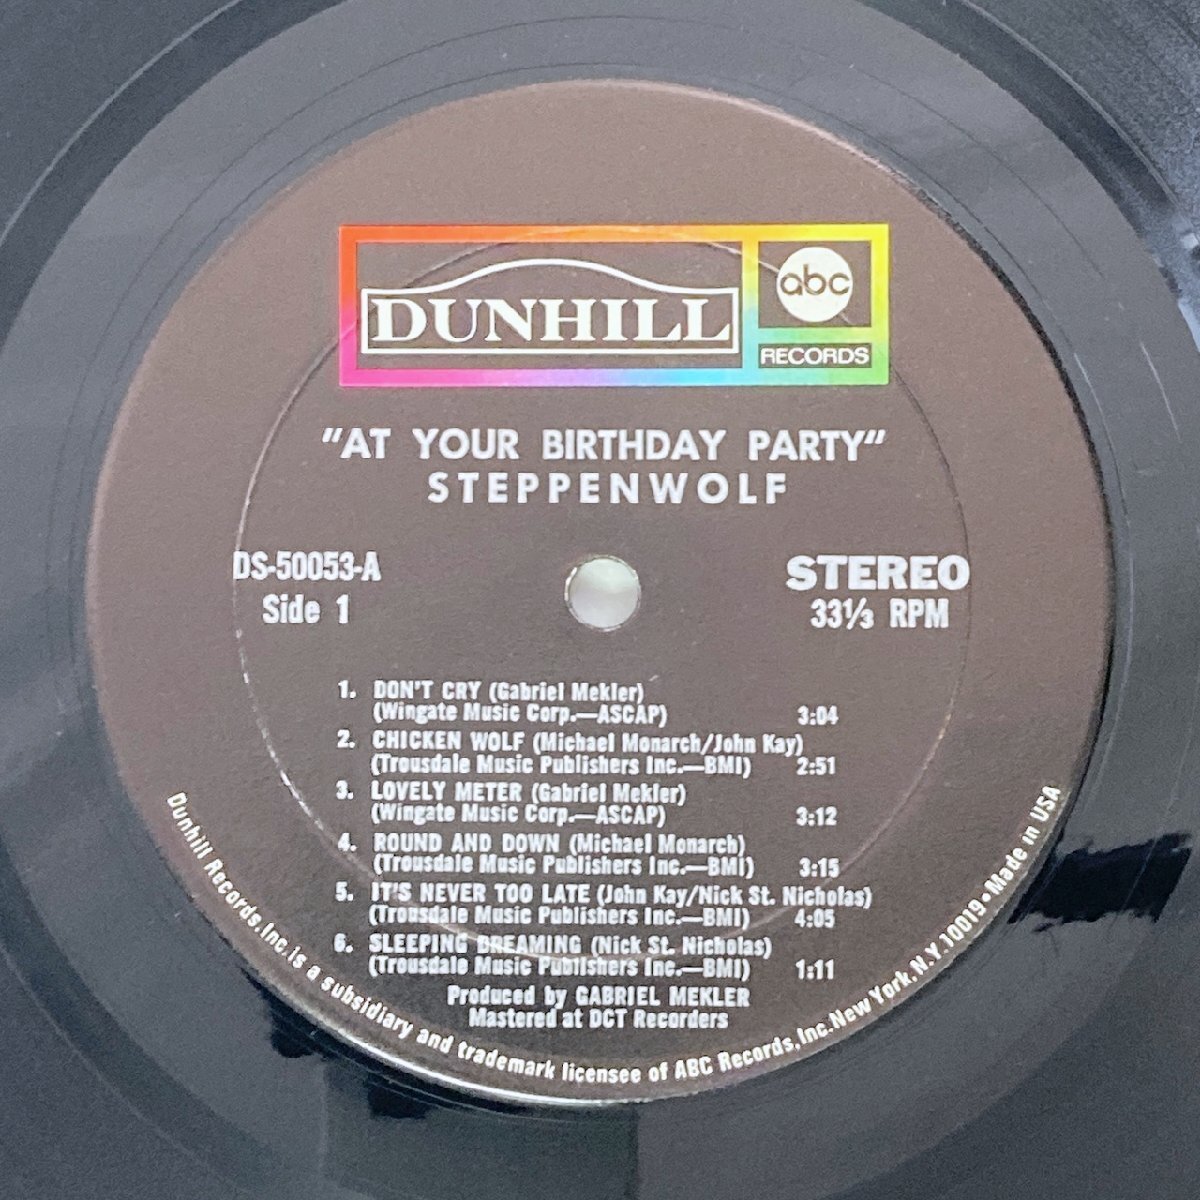 DUNHILL
abc
RECORDS
"AT YOUR BIRTHDAY PARTY"
STEPPENWOLF
DS-50053-A
Side 1
STEREO
33⅓ RPM
1. DON'T CRY (Gabriel Mekler)
(Wingate Music Corp.—ASCAP) 3:04
2. CHICKEN WOLF (Michael Monarch/John Kay)
(Trousdale Music Publishers Inc.—BMI) 2:51
3. LOVELY METER (Gabriel Mekler)
(Wingate Music Corp.—ASCAP) 3:12
4. ROUND AND DOWN (Michael Monarch)
(Trousdale Music Publishers Inc.—BMI) 3:15
5. IT'S NEVER TOO LATE (John Kay/Nick St. Nicholas)
(Trousdale Music Publishers Inc.—BMI) 4:05
6. SLEEPING DREAMING (Nick St. Nicholas)
(Trousdale Music Publishers Inc.—BMI) 1:11
Produced by GABRIEL MEKLER
Mastered at DCT Recorders
Dunhill Records, Inc. is a subsidiary and trademark licensee of ABC Records, Inc. New York, N.Y. 10019 • Made in USA